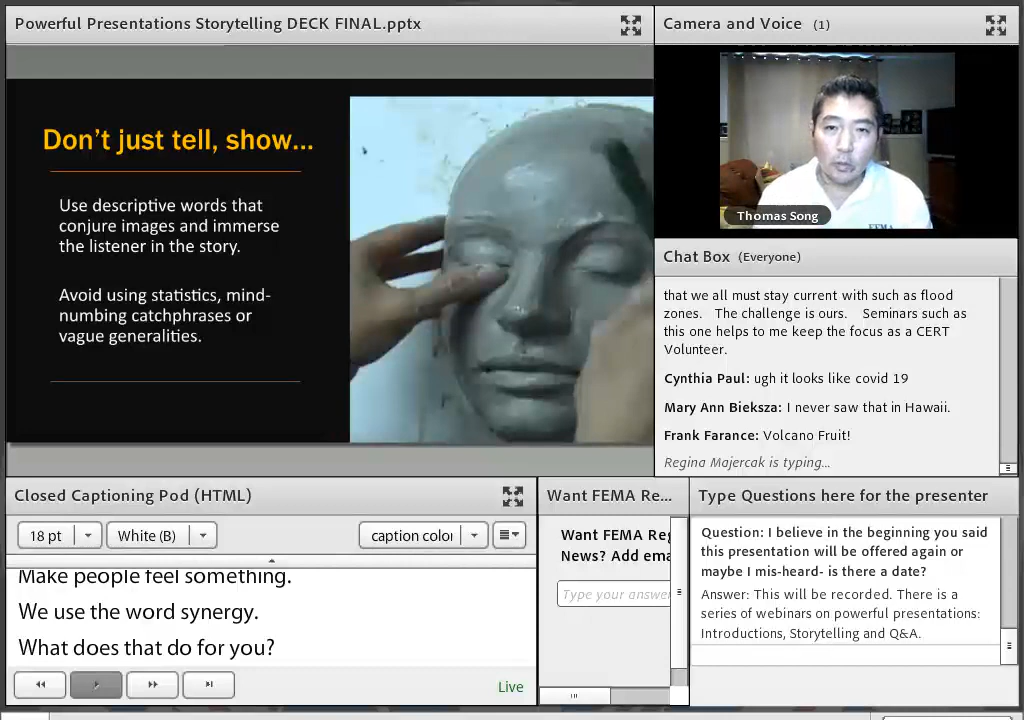 Powerful Presentations Storytelling DECK FINAL.pptx
Don't just tell, show...
Use descriptive words that
conjure images and immerse
the listener in the story.
Avoid using statistics, mind-
numbing catchphrases or
vague generalities.
Camera and Voice (1)
Thomas Song
FEMA
Chat Box (Everyone)
that we all must stay current with such as flood
zones. The challenge is ours. Seminars such as
this one helps to me keep the focus as a CERT
Volunteer.
Cynthia Paul: ugh it looks like covid 19
Mary Ann Bieksza: I never saw that in Hawaii.
Frank Farance: Volcano Fruit!
Regina Majercak is typing...
Closed Captioning Pod (HTML)
18 pt
White (B)
caption colo
Make people feel something.
We use the word synergy.
What does that do for you?
Live
Want FEMA Re...
Want FEMA Reg
News? Add ema
Type your answer
Type Questions here for the presenter
Question: I believe in the beginning you said
this presentation will be offered again or
maybe I mis-heard- is there a date?
Answer: This will be recorded. There is a
series of webinars on powerful presentations:
Introductions, Storytelling and Q&A.